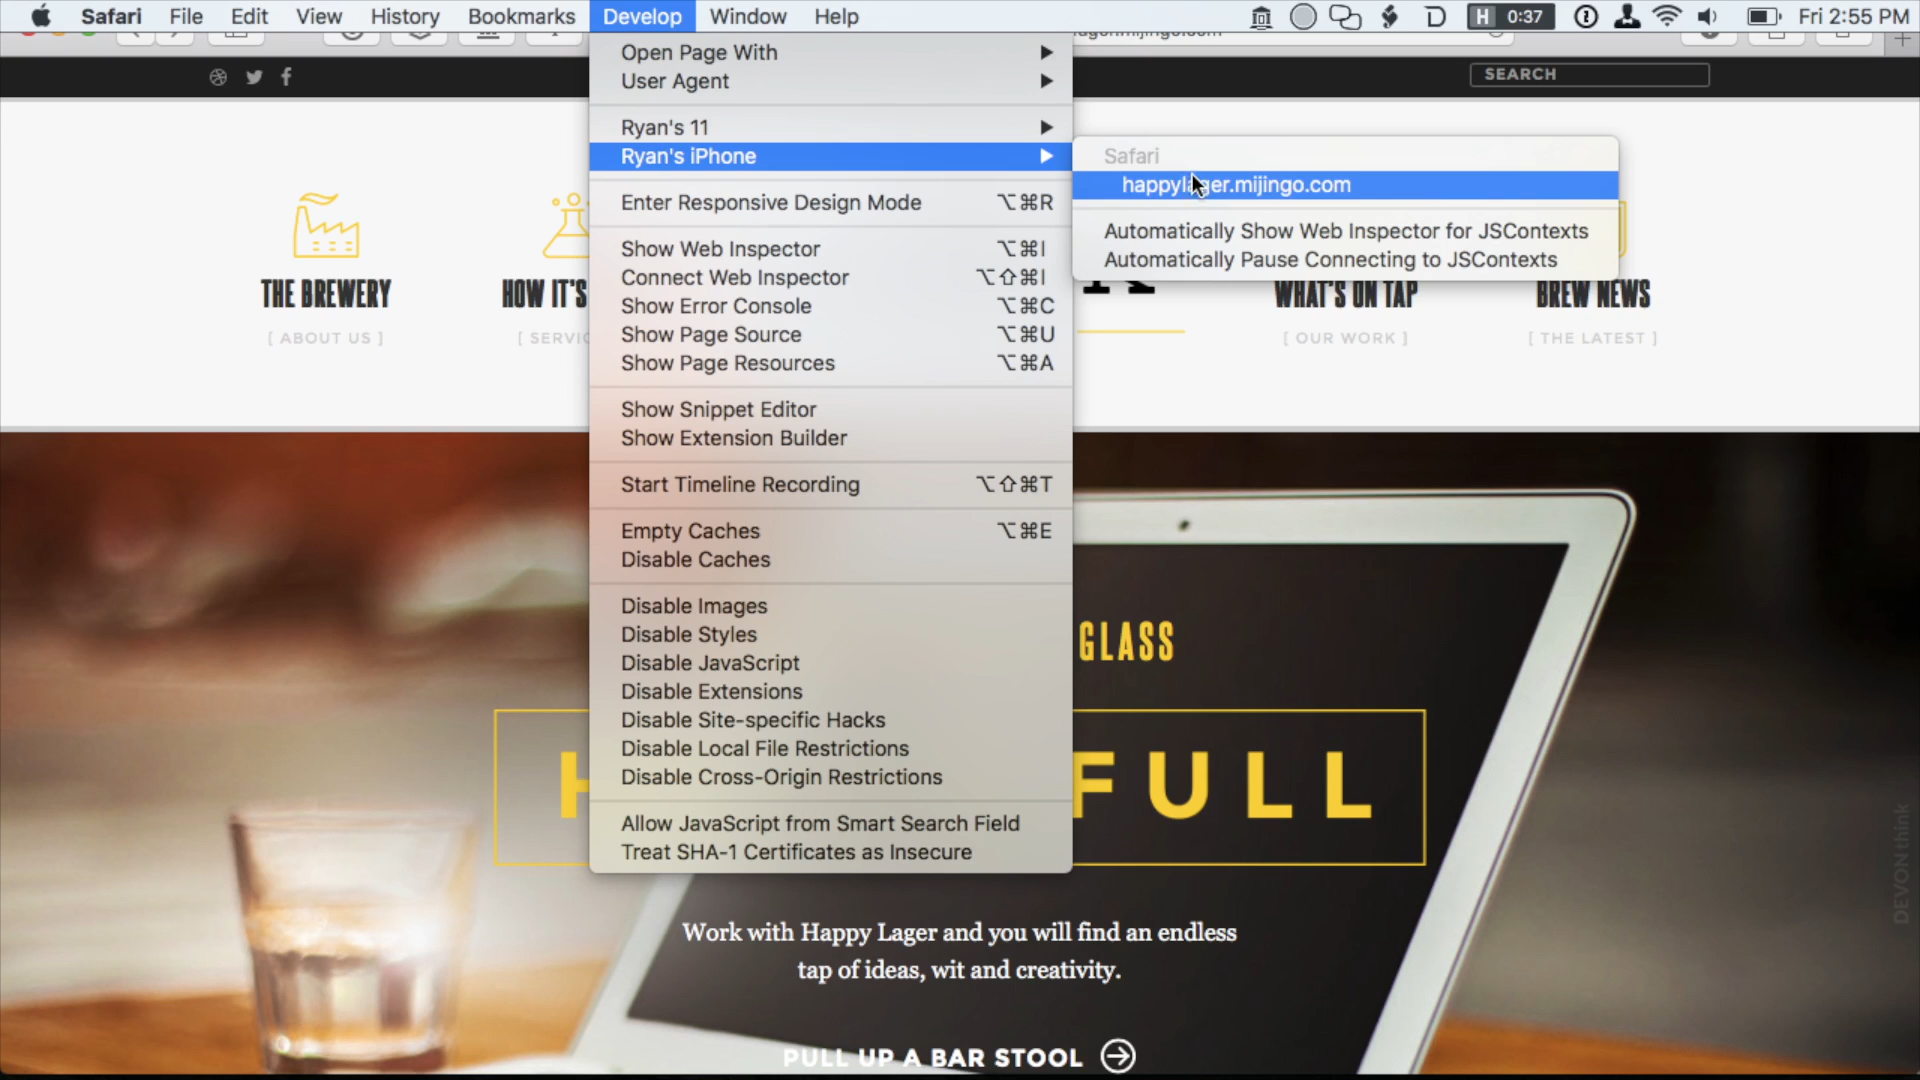 Safari File Edit View History Bookmarks Develop Window Help H 0:37 Fri 2:55 PM
SEARCH
Open Page With
User Agent
Ryan's 11
Ryan's iPhone
Safari
happylager.mijingo.com
Automatically Show Web Inspector for JSContexts
Automatically Pause Connecting to JSContexts
Enter Responsive Design Mode ⌥⌘R
Show Web Inspector ⌥⌘I
Connect Web Inspector ⌥⇧⌘I
Show Error Console ⌥⌘C
Show Page Source ⌥⌘U
Show Page Resources ⌥⌘A
Show Snippet Editor
Show Extension Builder
Start Timeline Recording ⌥⇧⌘T
Empty Caches ⌥⌘E
Disable Caches
Disable Images
Disable Styles
Disable JavaScript
Disable Extensions
Disable Site-specific Hacks
Disable Local File Restrictions
Disable Cross-Origin Restrictions
Allow JavaScript from Smart Search Field
Treat SHA-1 Certificates as Insecure
THE BREWERY
[ ABOUT US ]
HOW IT'S
[ SERVIC
WHAT'S ON TAP
[ OUR WORK ]
BREW NEWS
[ THE LATEST ]
GLASS
H FULL
Work with Happy Lager and you will find an endless
tap of ideas, wit and creativity.
PULL UP A BAR STOOL
DEVONthink